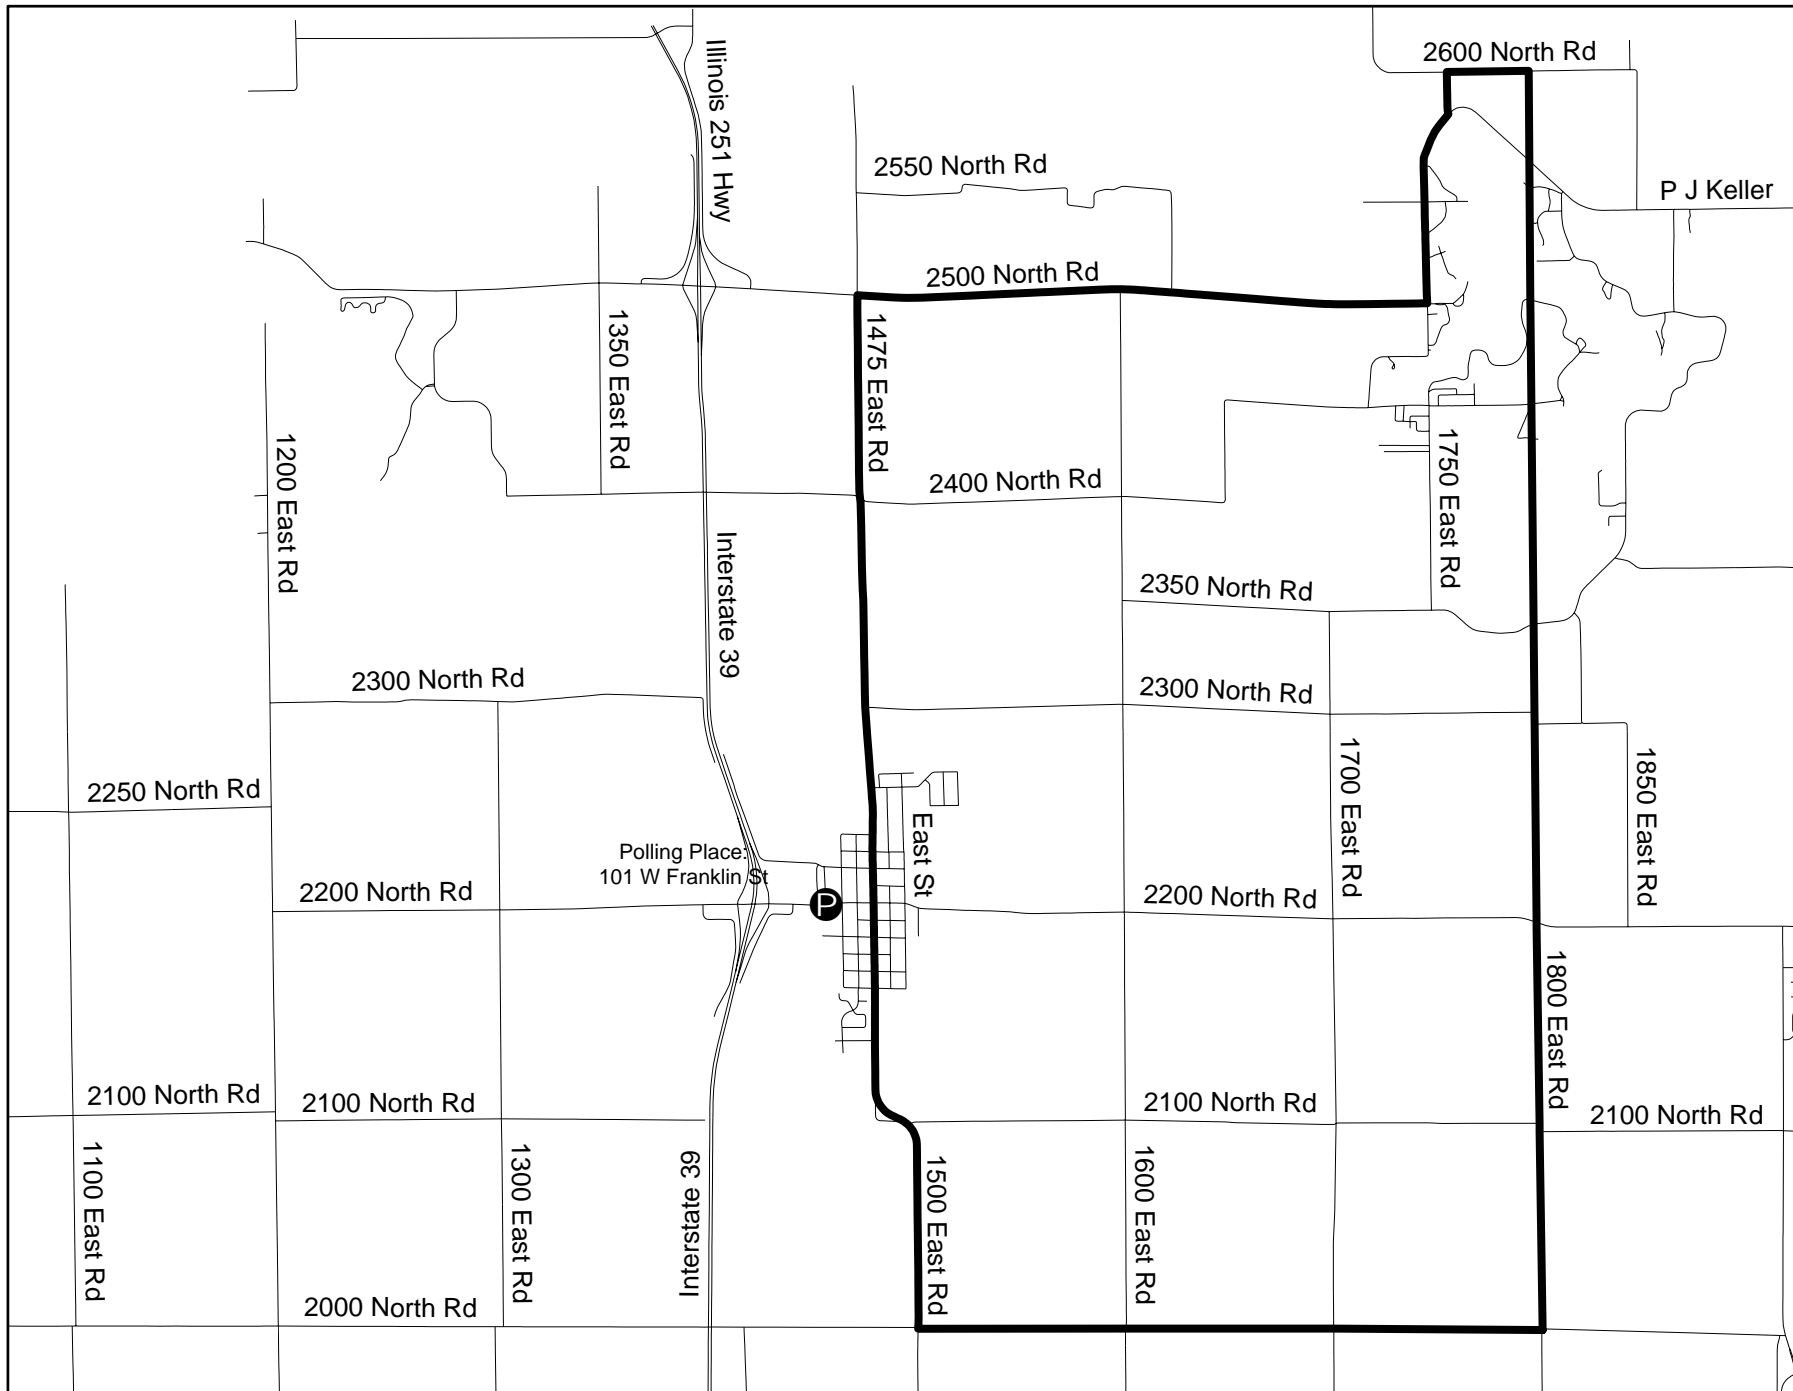 2600 North Rd
Illinois 251 Hwy
2550 North Rd
P J Keller
2500 North Rd
1350 East Rd
1475 East Rd
1200 East Rd
2400 North Rd
1750 East Rd
Interstate 39
2350 North Rd
2300 North Rd
2300 North Rd
1700 East Rd
1850 East Rd
2250 North Rd
East St
Polling Place:
101 W Franklin St
P
2200 North Rd
2200 North Rd
1800 East Rd
2100 North Rd
2100 North Rd
2100 North Rd
2100 North Rd
1100 East Rd
1300 East Rd
Interstate 39
1500 East Rd
1600 East Rd
2000 North Rd